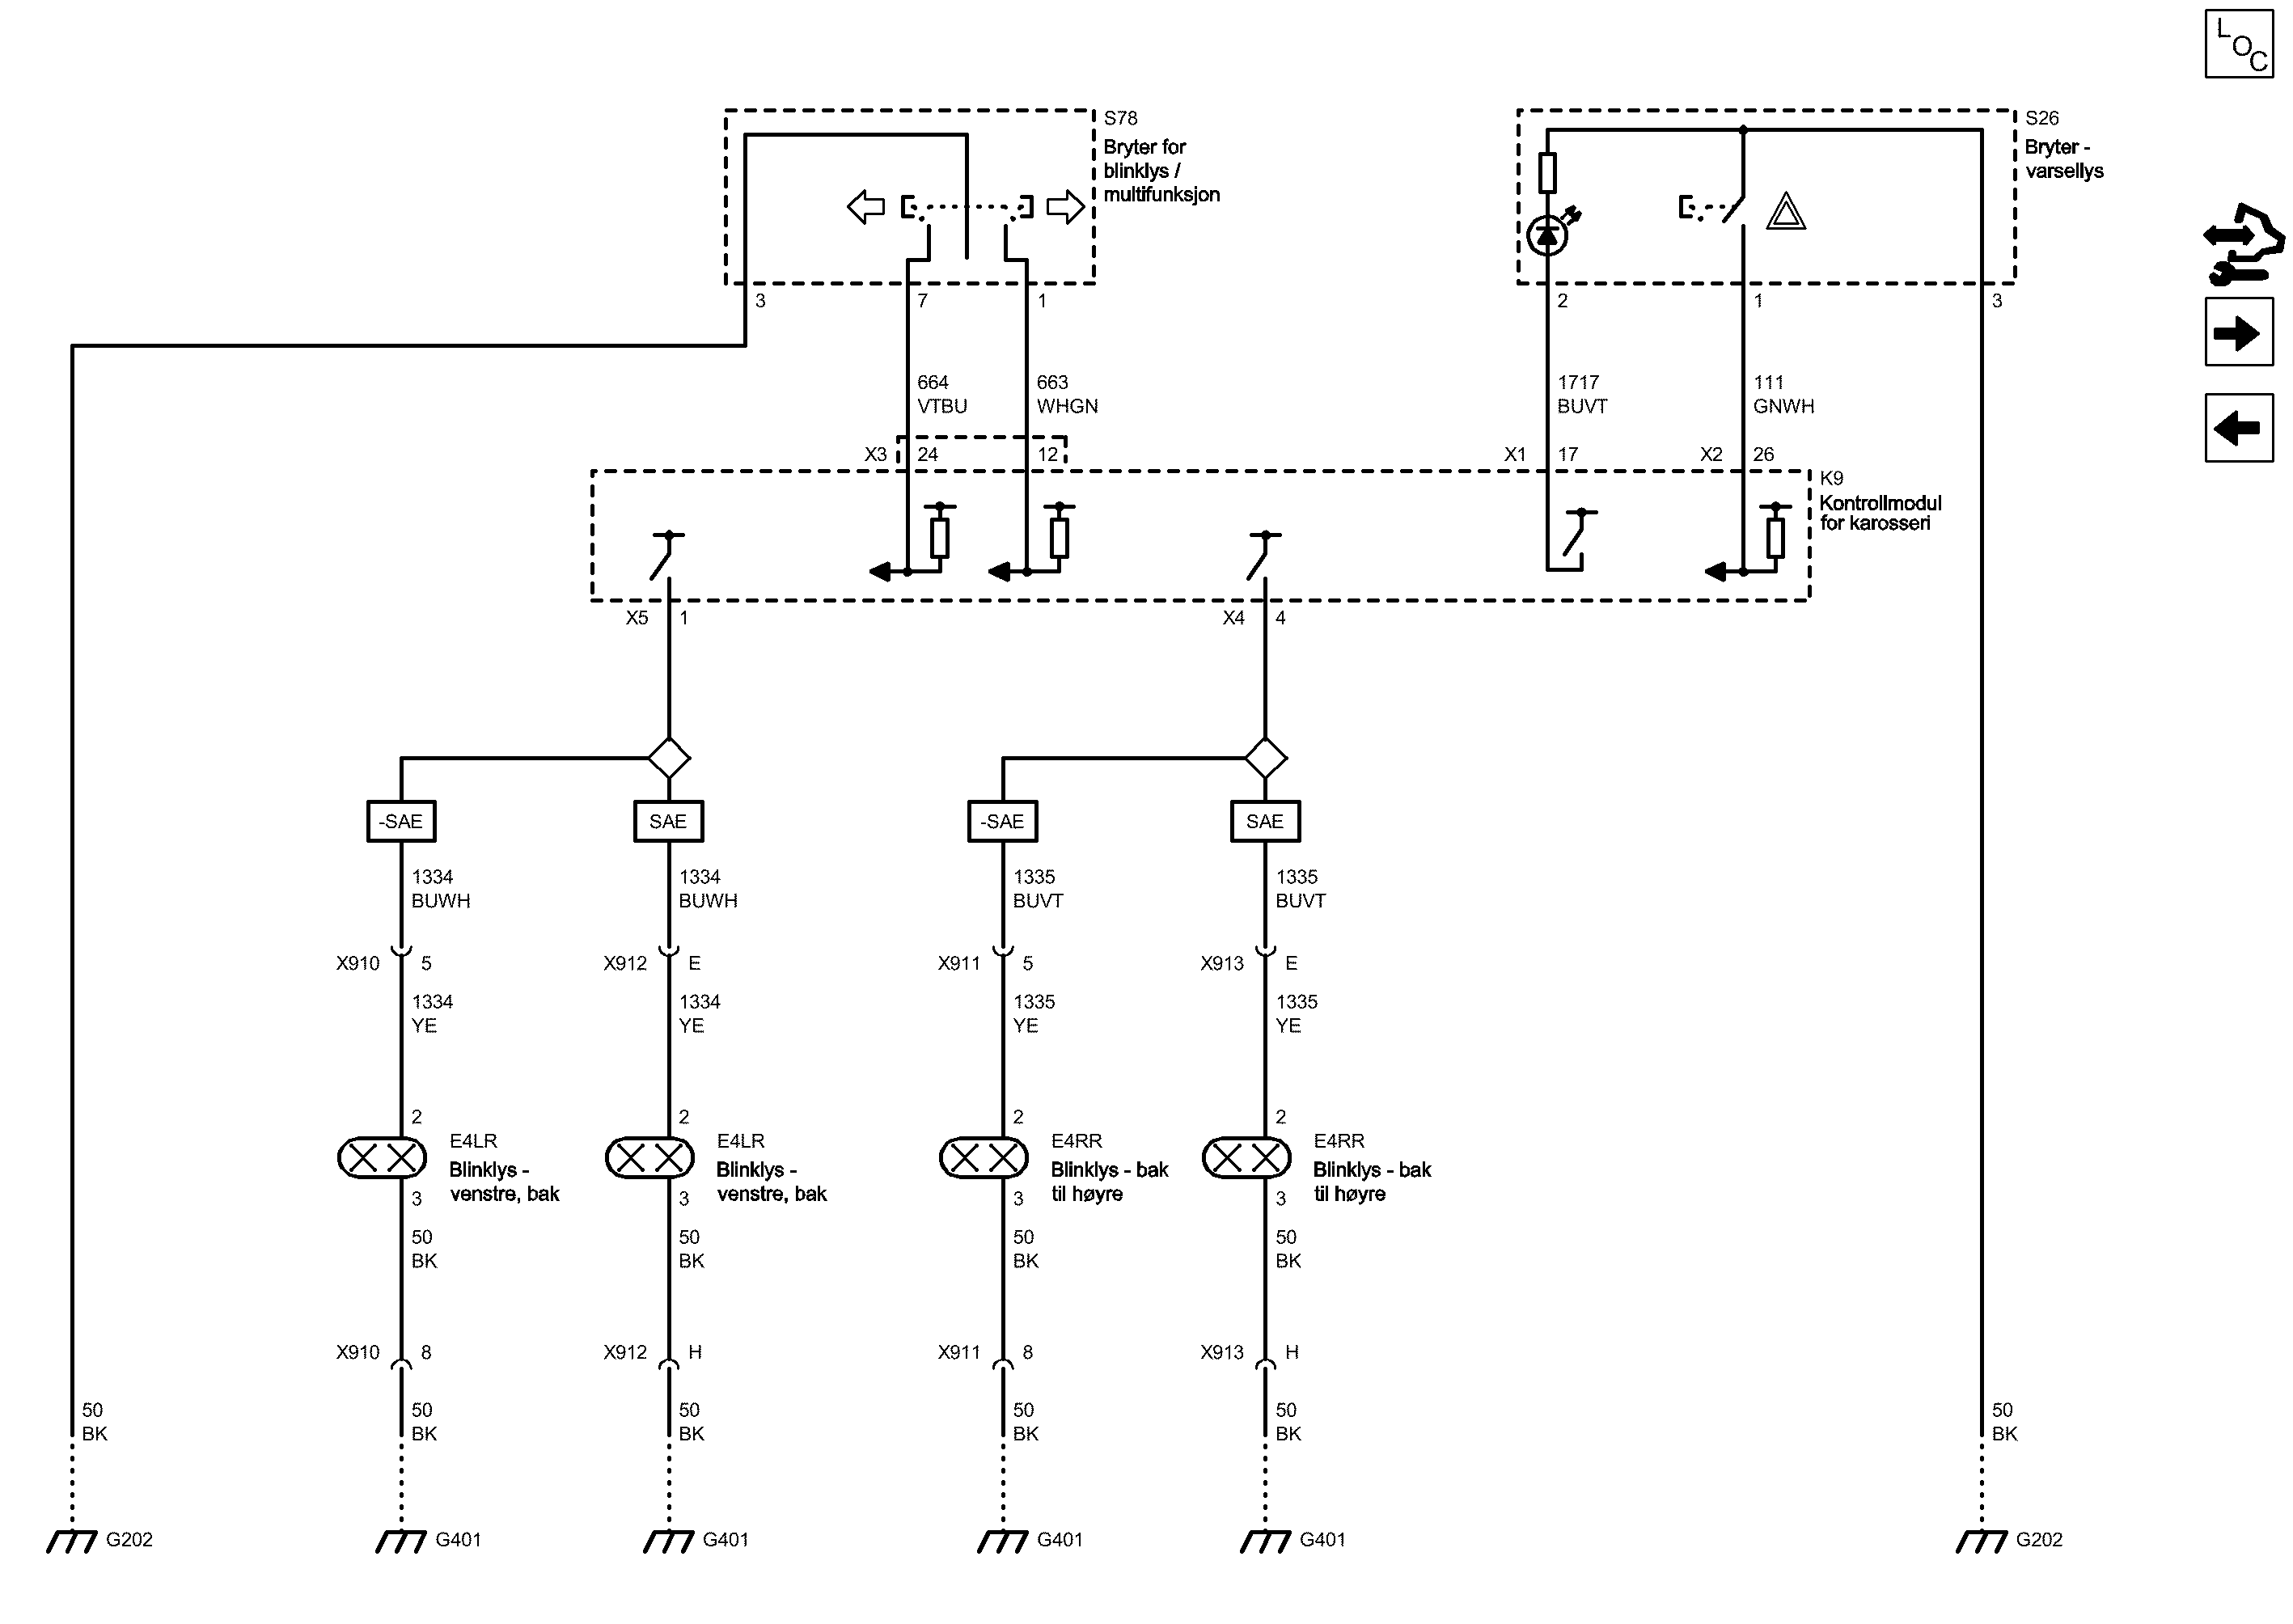 LOC
S78
Bryter for
blinklys /
multifunksjon
S26
Bryter -
varsellys
3
7
1
2
1
3
664
VTBU
663
WHGN
1717
BUVT
111
GNWH
X3
24
12
X1
17
X2
26
K9
Kontrollmodul
for karosseri
X5
1
X4
4
-SAE
SAE
-SAE
SAE
1334
BUWH
1334
BUWH
1335
BUVT
1335
BUVT
X910
5
X912
E
X911
5
X913
E
1334
YE
1334
YE
1335
YE
1335
YE
2
2
2
2
E4LR
Blinklys -
venstre, bak
E4LR
Blinklys -
venstre, bak
E4RR
Blinklys - bak
til høyre
E4RR
Blinklys - bak
til høyre
3
3
3
3
50
BK
50
BK
50
BK
50
BK
X910
8
X912
H
X911
8
X913
H
50
BK
50
BK
50
BK
50
BK
50
BK
50
BK
G202
G401
G401
G401
G401
G202